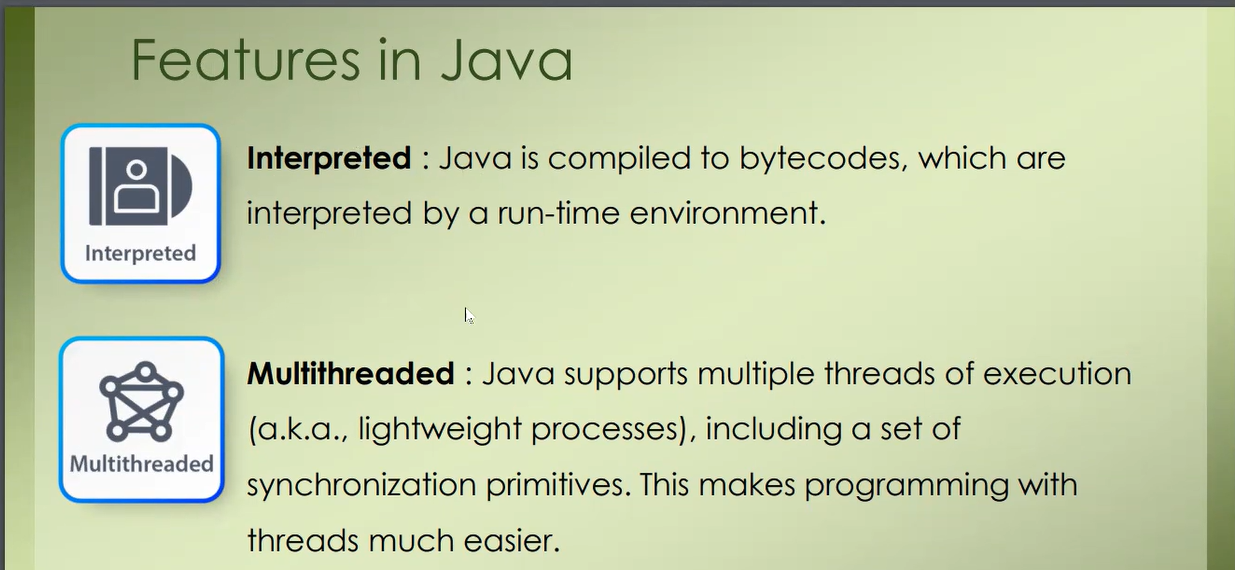 Features in Java
Interpreted
Interpreted : Java is compiled to bytecodes, which are
interpreted by a run-time environment.
Multithreaded
Multithreaded : Java supports multiple threads of execution
(a.k.a., lightweight processes), including a set of
synchronization primitives. This makes programming with
threads much easier.